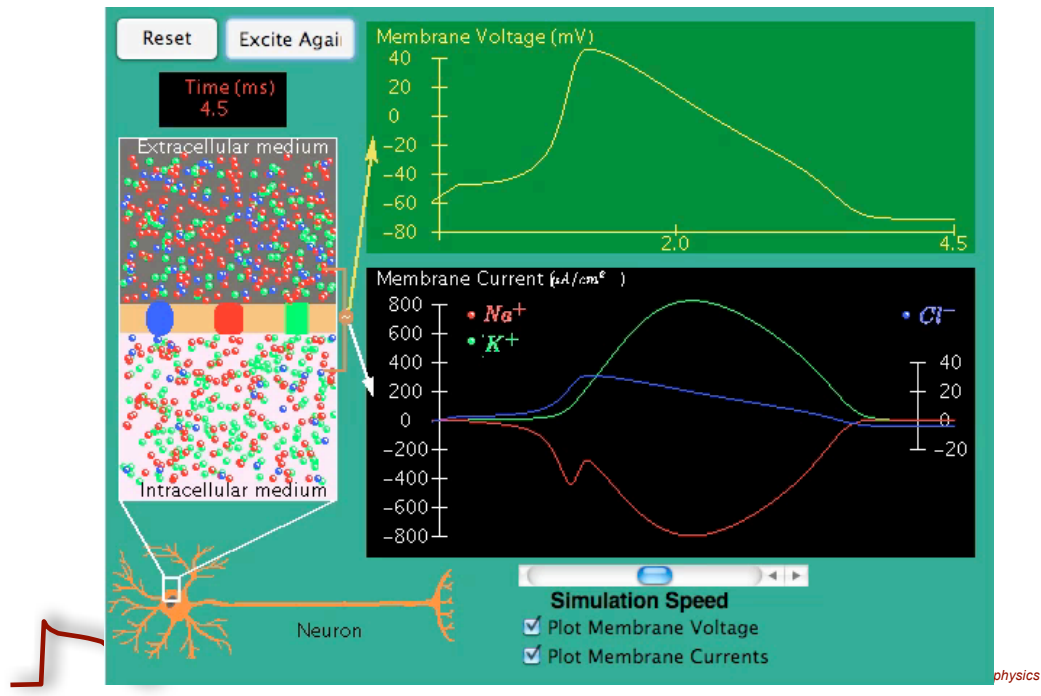 Reset
Excite Agai
Time (ms)
4.5
Extracellular medium
Intracellular medium
Neuron
Membrane Voltage (mV)
40
20
0
-20
-40
-60
-80
2.0
4.5
Membrane Current (μA/cm² )
800
600
400
200
0
-200
-400
-600
-800
Na⁺
K⁺
Cl⁻
40
20
0
-20
Simulation Speed
Plot Membrane Voltage
Plot Membrane Currents
physics